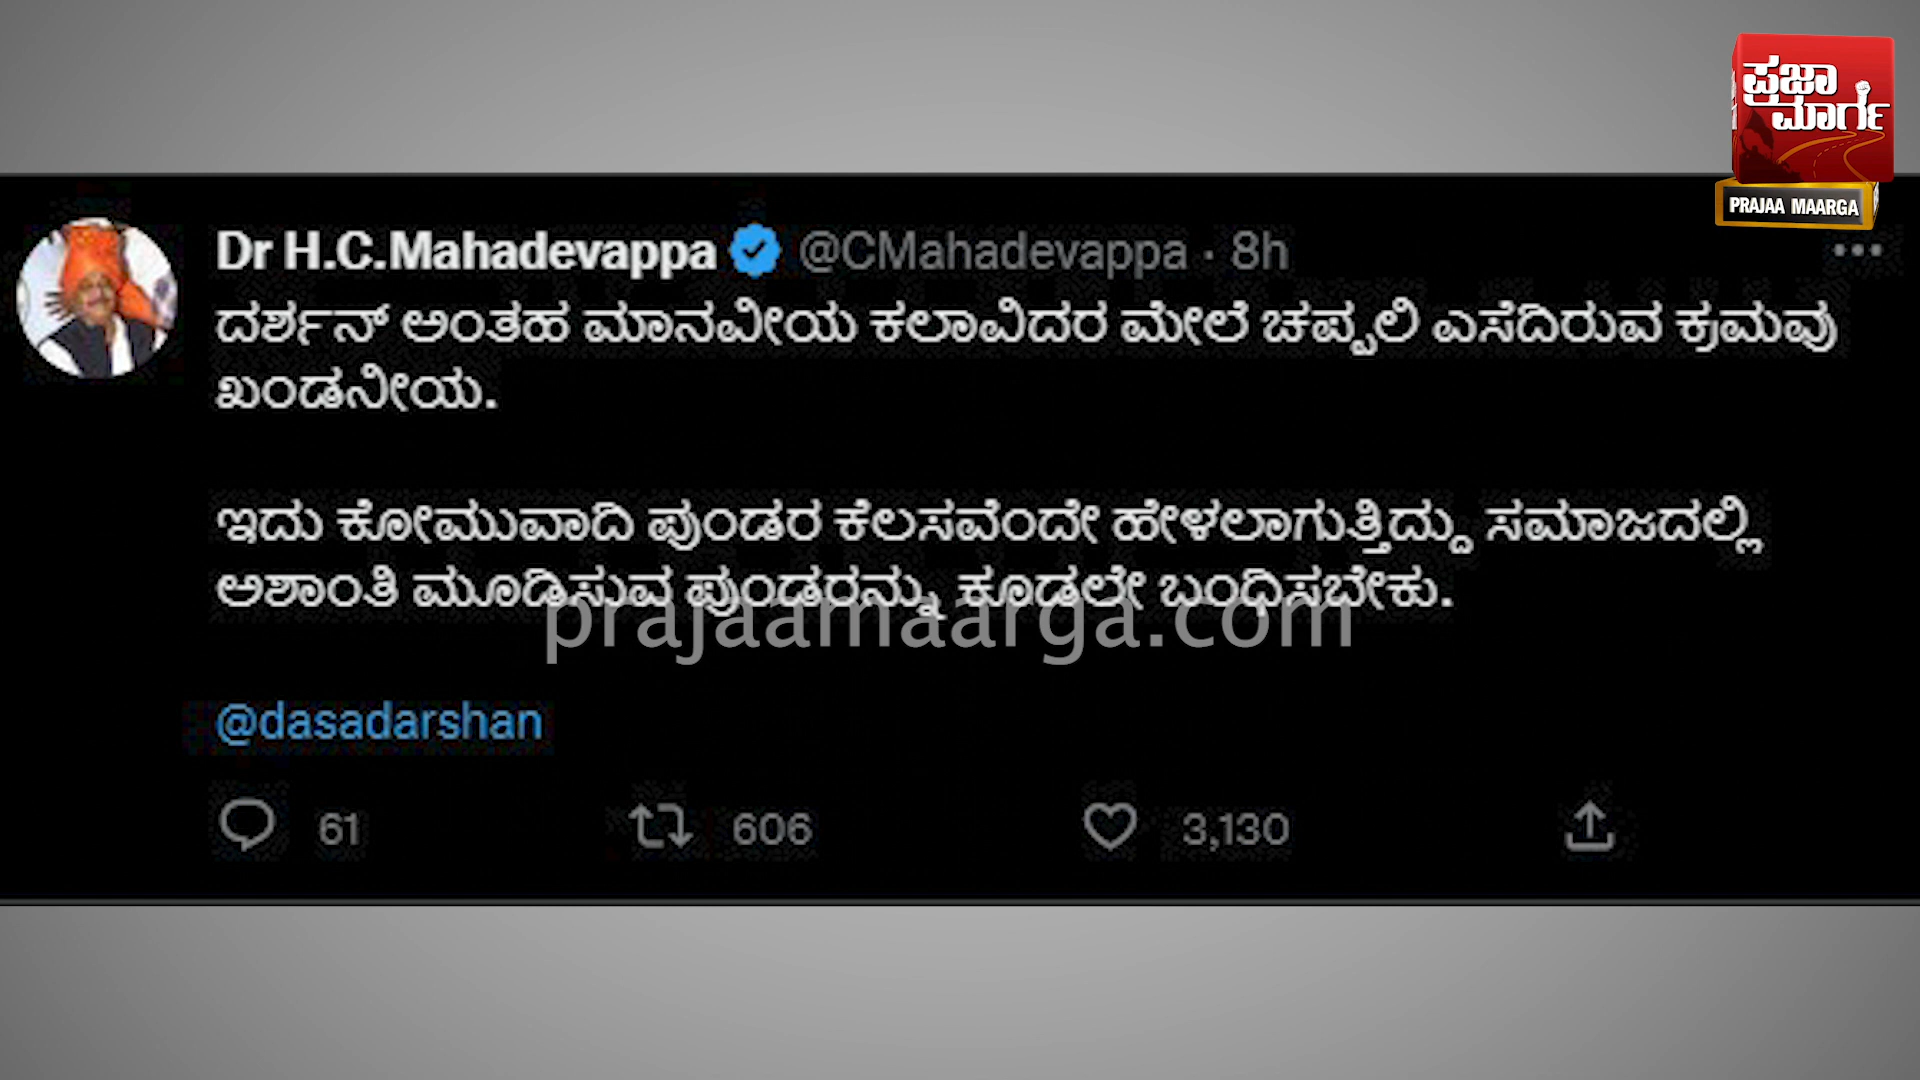 ಪ್ರಜಾ
ಮಾರ್ಗ
PRAJAA MAARGA
Dr H.C.Mahadevappa @CMahadevappa · 8h
ದರ್ಶನ್ ಅಂತಹ ಮಾನವೀಯ ಕಲಾವಿದರ ಮೇಲೆ ಚಪ್ಪಲಿ ಎಸೆದಿರುವ ಕ್ರಮವು
ಖಂಡನೀಯ.
ಇದು ಕೋಮುವಾದಿ ಪುಂಡರ ಕೆಲಸವೆಂದೇ ಹೇಳಲಾಗುತ್ತಿದ್ದು ಸಮಾಜದಲ್ಲಿ
ಅಶಾಂತಿ ಮೂಡಿಸುವ ಪುಂಡರನ್ನು ಕೂಡಲೇ ಬಂಧಿಸಬೇಕು.
prajaamaarga.com
@dasadarshan
61 606 3,130